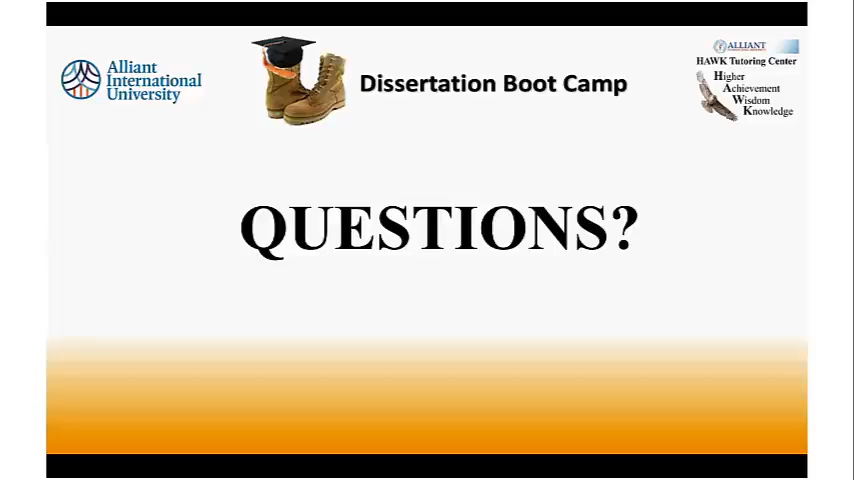 Alliant
International
University
Dissertation Boot Camp
ALLIANT
HAWK Tutoring Center
Higher
Achievement
Wisdom
Knowledge
QUESTIONS?